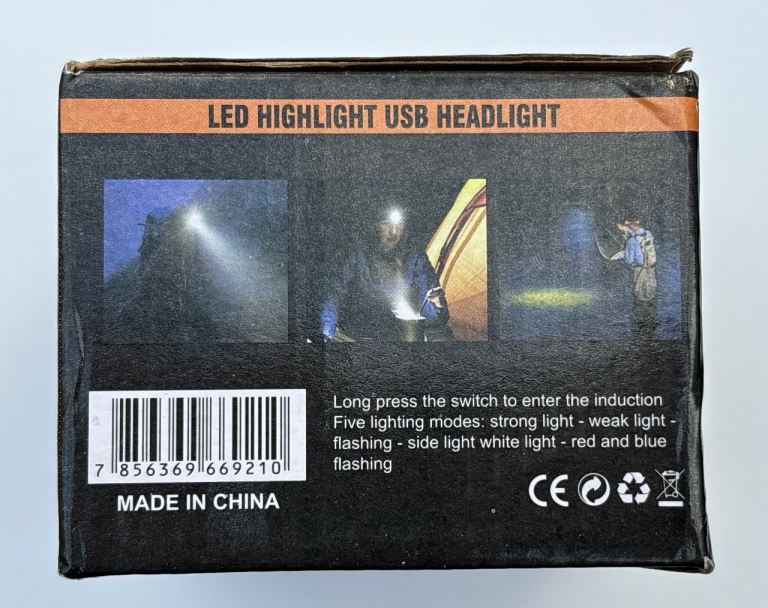 LED HIGHLIGHT USB HEADLIGHT
Long press the switch to enter the induction
Five lighting modes: strong light - weak light -
flashing - side light white light - red and blue
flashing
7 856369 669210
MADE IN CHINA
CE